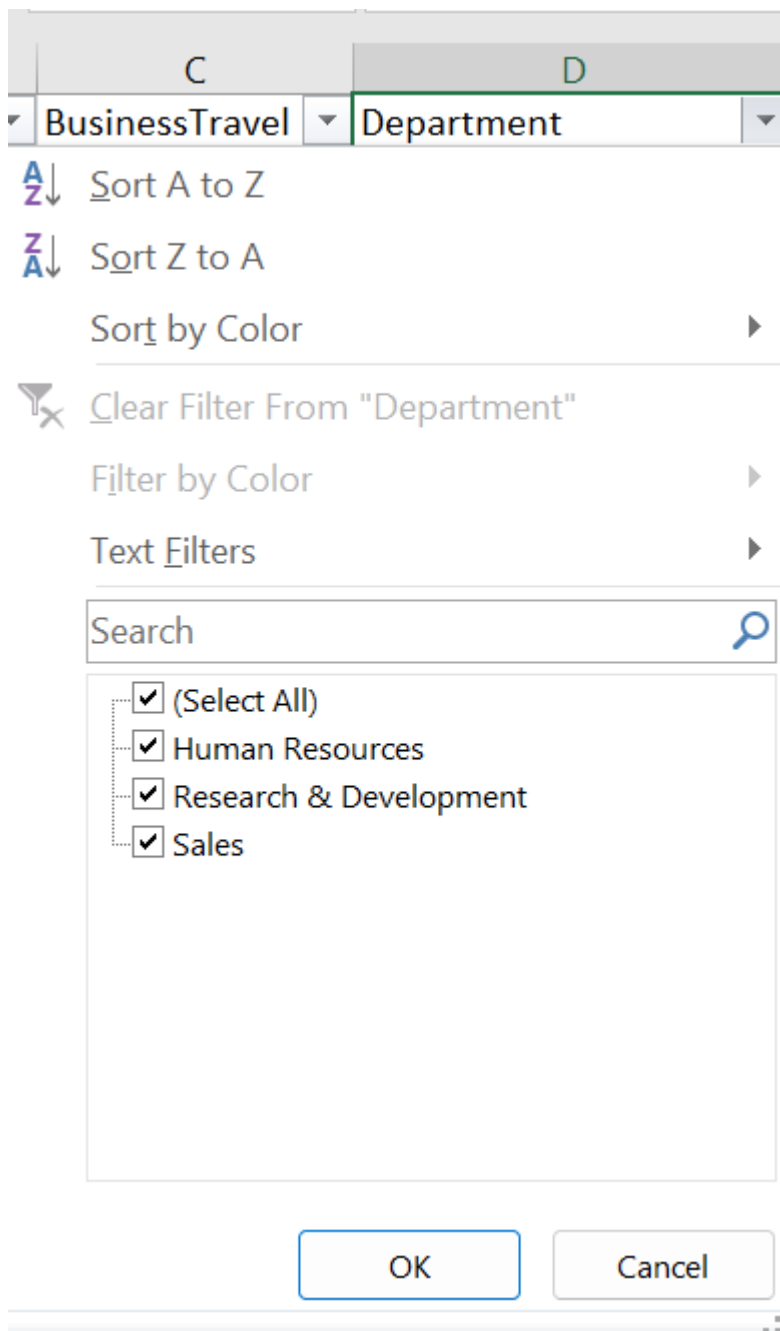 C D
BusinessTravel Department
Sort A to Z
Sort Z to A
Sort by Color
Clear Filter From "Department"
Filter by Color
Text Filters
Search
(Select All)
Human Resources
Research & Development
Sales
OK Cancel